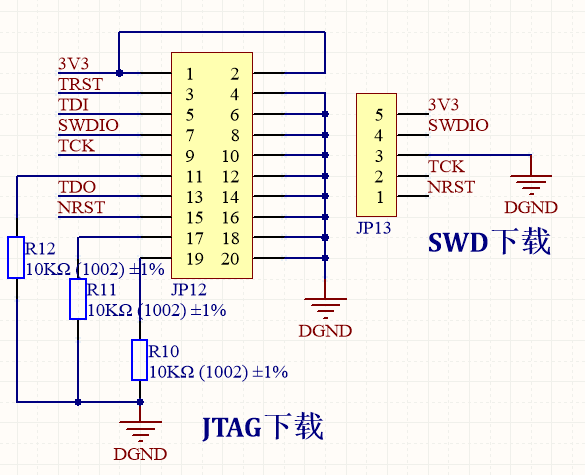 3V3
TRST
TDI
SWDIO
TCK
TDO
NRST
1 2
3 4
5 6
7 8
9 10
11 12
13 14
15 16
17 18
19 20
JP12
R12
10KΩ (1002) ±1%
R11
10KΩ (1002) ±1%
R10
10KΩ (1002) ±1%
DGND
DGND
JTAG下载
5
4
3
2
1
3V3
SWDIO
TCK
NRST
JP13
DGND
SWD下载